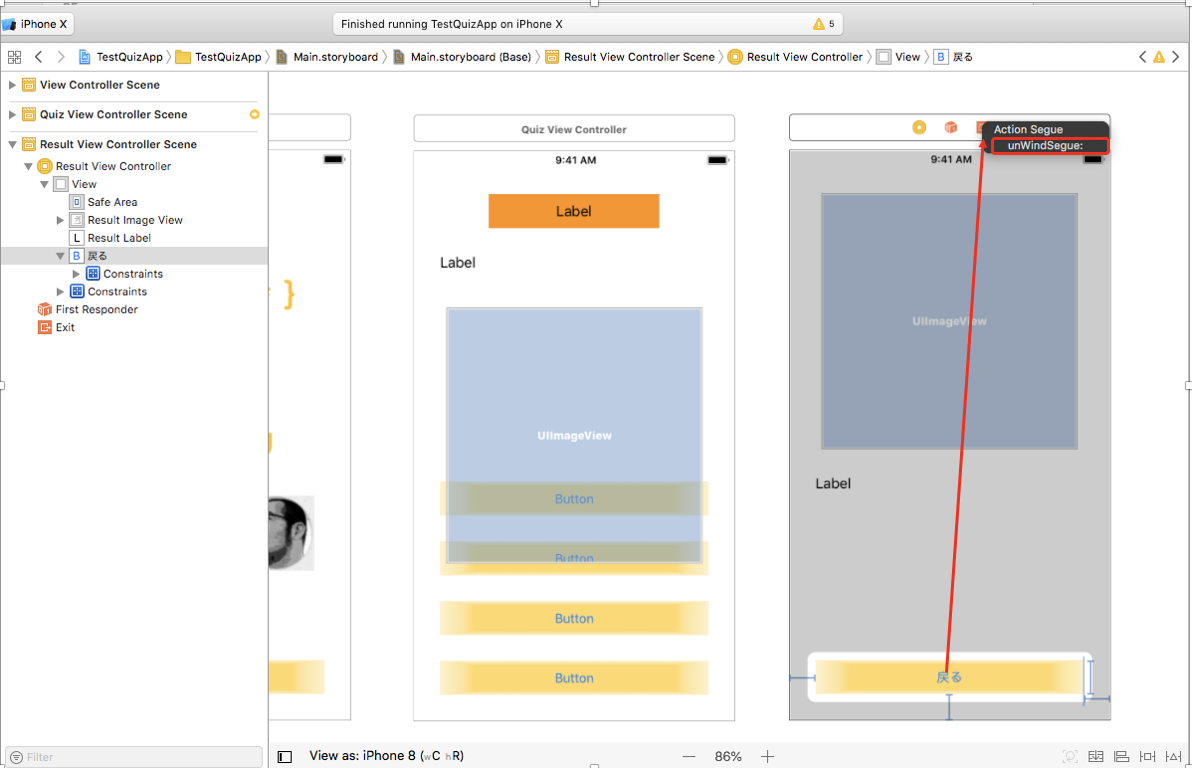 iPhone X
Finished running TestQuizApp on iPhone X
5
TestQuizApp
TestQuizApp
Main.storyboard
Main.storyboard (Base)
Result View Controller Scene
Result View Controller
View
B
戻る
View Controller Scene
Quiz View Controller Scene
Result View Controller Scene
Result View Controller
View
Safe Area
Result Image View
L
Result Label
B
戻る
Constraints
Constraints
First Responder
Exit
Filter
}
Quiz View Controller
9:41 AM
Label
Label
UIImageView
Button
Button
Button
Button
Action Segue
unWindSegue:
9:41 AM
UIImageView
Label
戻る
View as: iPhone 8 (wC hR)
86%